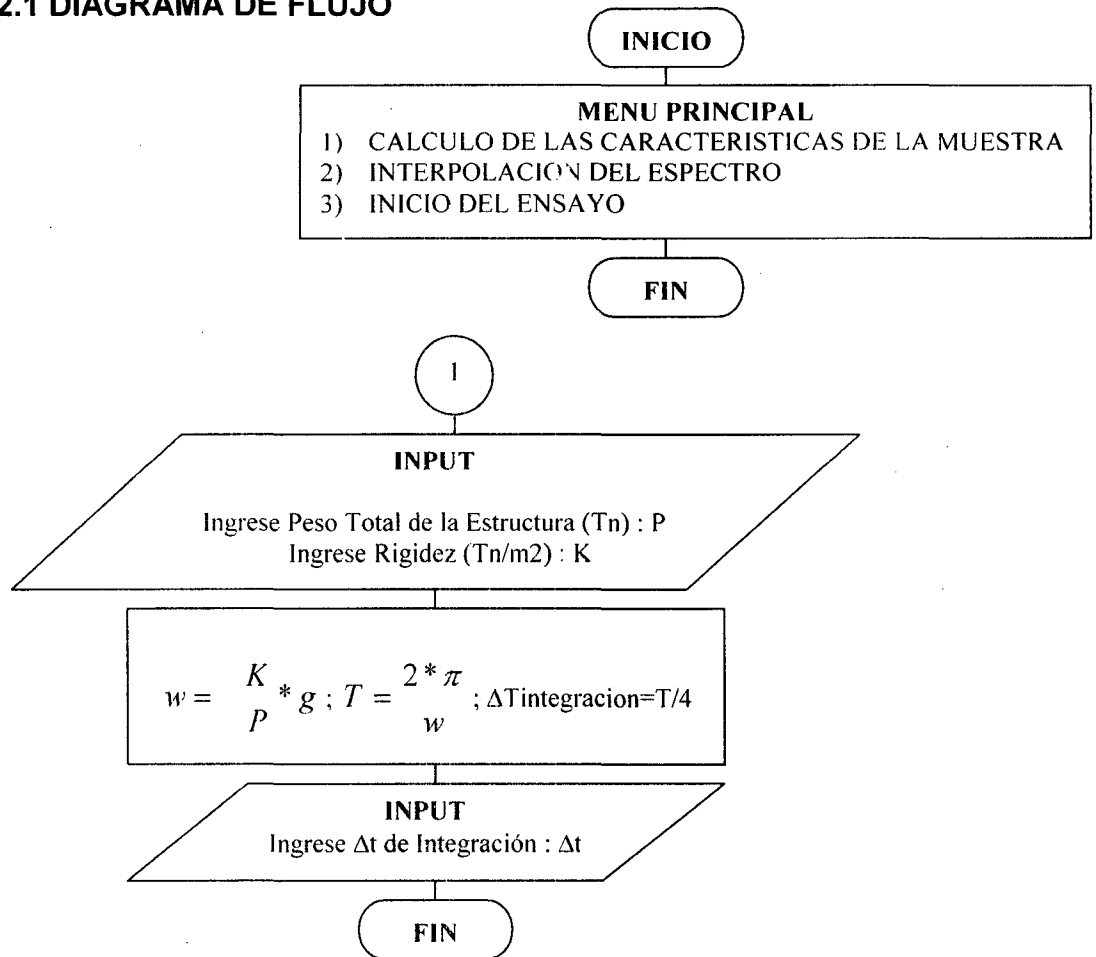 2.1 DIAGRAMA DE FLUJO
INICIO
MENU PRINCIPAL
1) CALCULO DE LAS CARACTERISTICAS DE LA MUESTRA
2) INTERPOLACION DEL ESPECTRO
3) INICIO DEL ENSAYO
FIN
1
INPUT
Ingrese Peso Total de la Estructura (Tn) : P
Ingrese Rigidez (Tn/m2) : K
w = K/P * g ; T = 2 * π/w ; ΔTintegracion=T/4
INPUT
Ingrese Δt de Integración : Δt
FIN